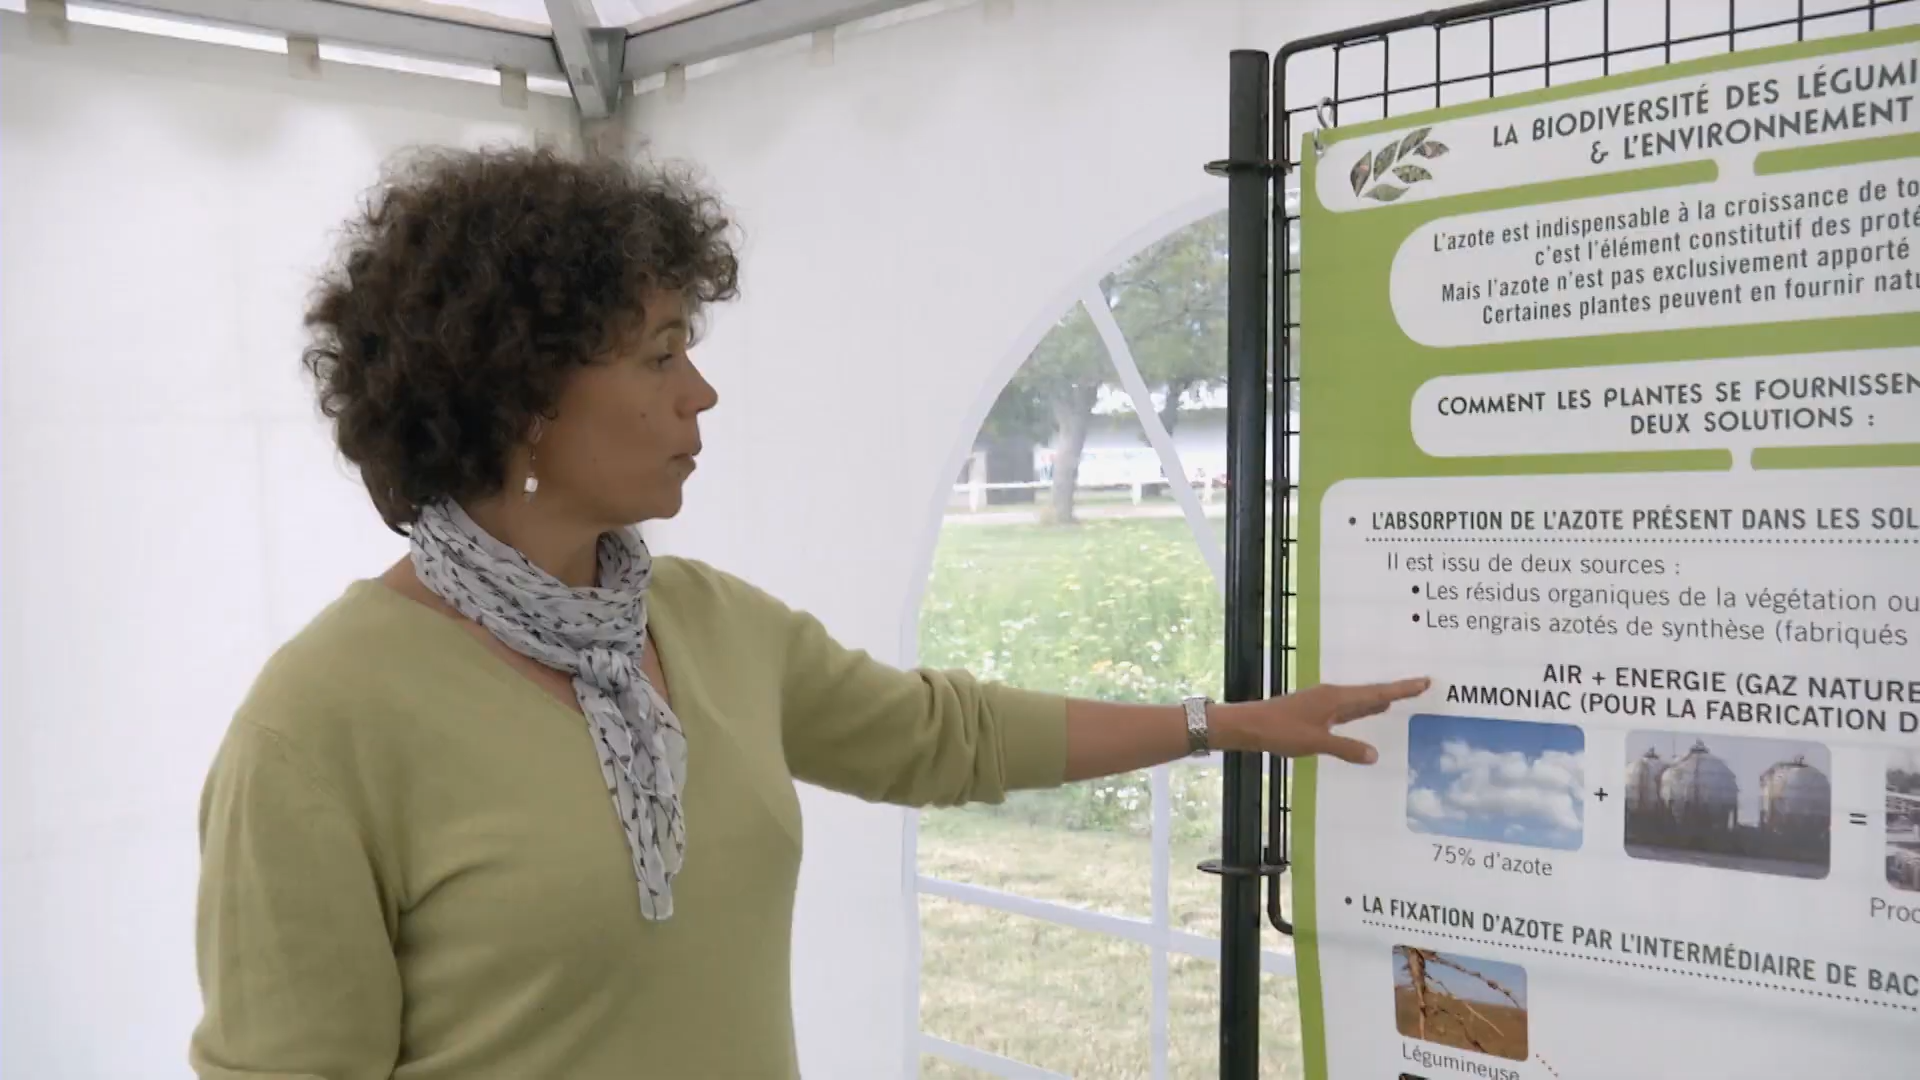 LA BIODIVERSITÉ DES LÉGUMI
& L'ENVIRONNEMENT
L'azote est indispensable à la croissance de to
c'est l'élément constitutif des proté
Mais l'azote n'est pas exclusivement apporté
Certaines plantes peuvent en fournir natu
COMMENT LES PLANTES SE FOURNISSEN
DEUX SOLUTIONS :
• L'ABSORPTION DE L'AZOTE PRÉSENT DANS LES SOL
Il est issu de deux sources :
• Les résidus organiques de la végétation ou
• Les engrais azotés de synthèse (fabriqués
AIR + ENERGIE (GAZ NATURE
AMMONIAC (POUR LA FABRICATION D
+
=
75% d'azote
Proc
• LA FIXATION D'AZOTE PAR L'INTERMÉDIAIRE DE BAC
Légumineuse